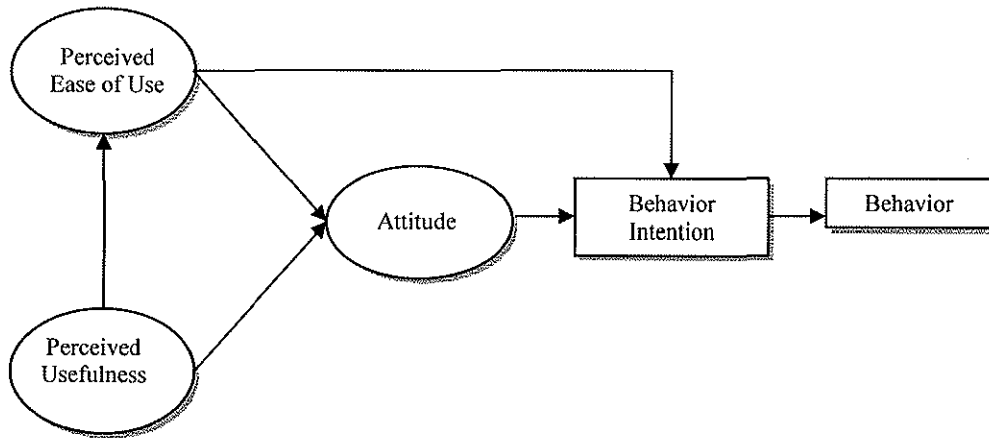 Perceived
Ease of Use
Attitude
Behavior
Intention
Behavior
Perceived
Usefulness